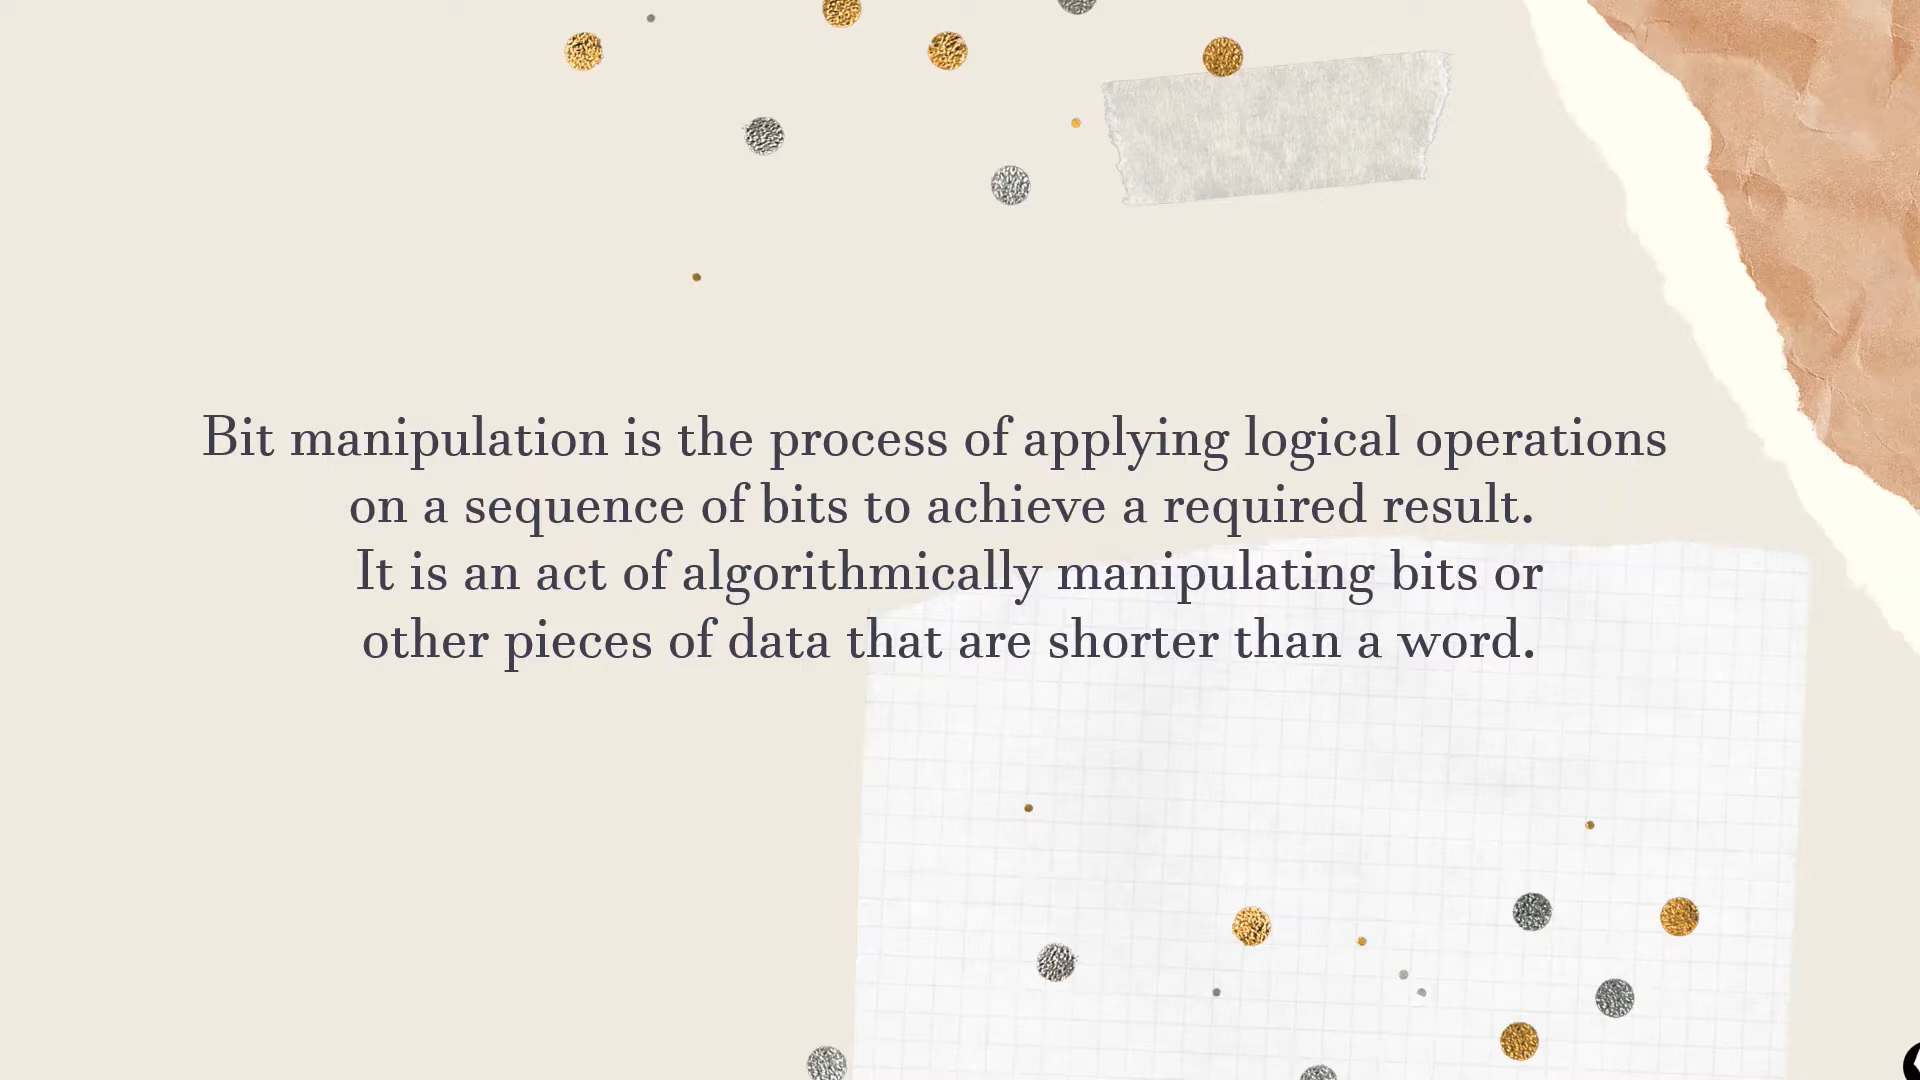 Bit manipulation is the process of applying logical operations
on a sequence of bits to achieve a required result.
It is an act of algorithmically manipulating bits or
other pieces of data that are shorter than a word.